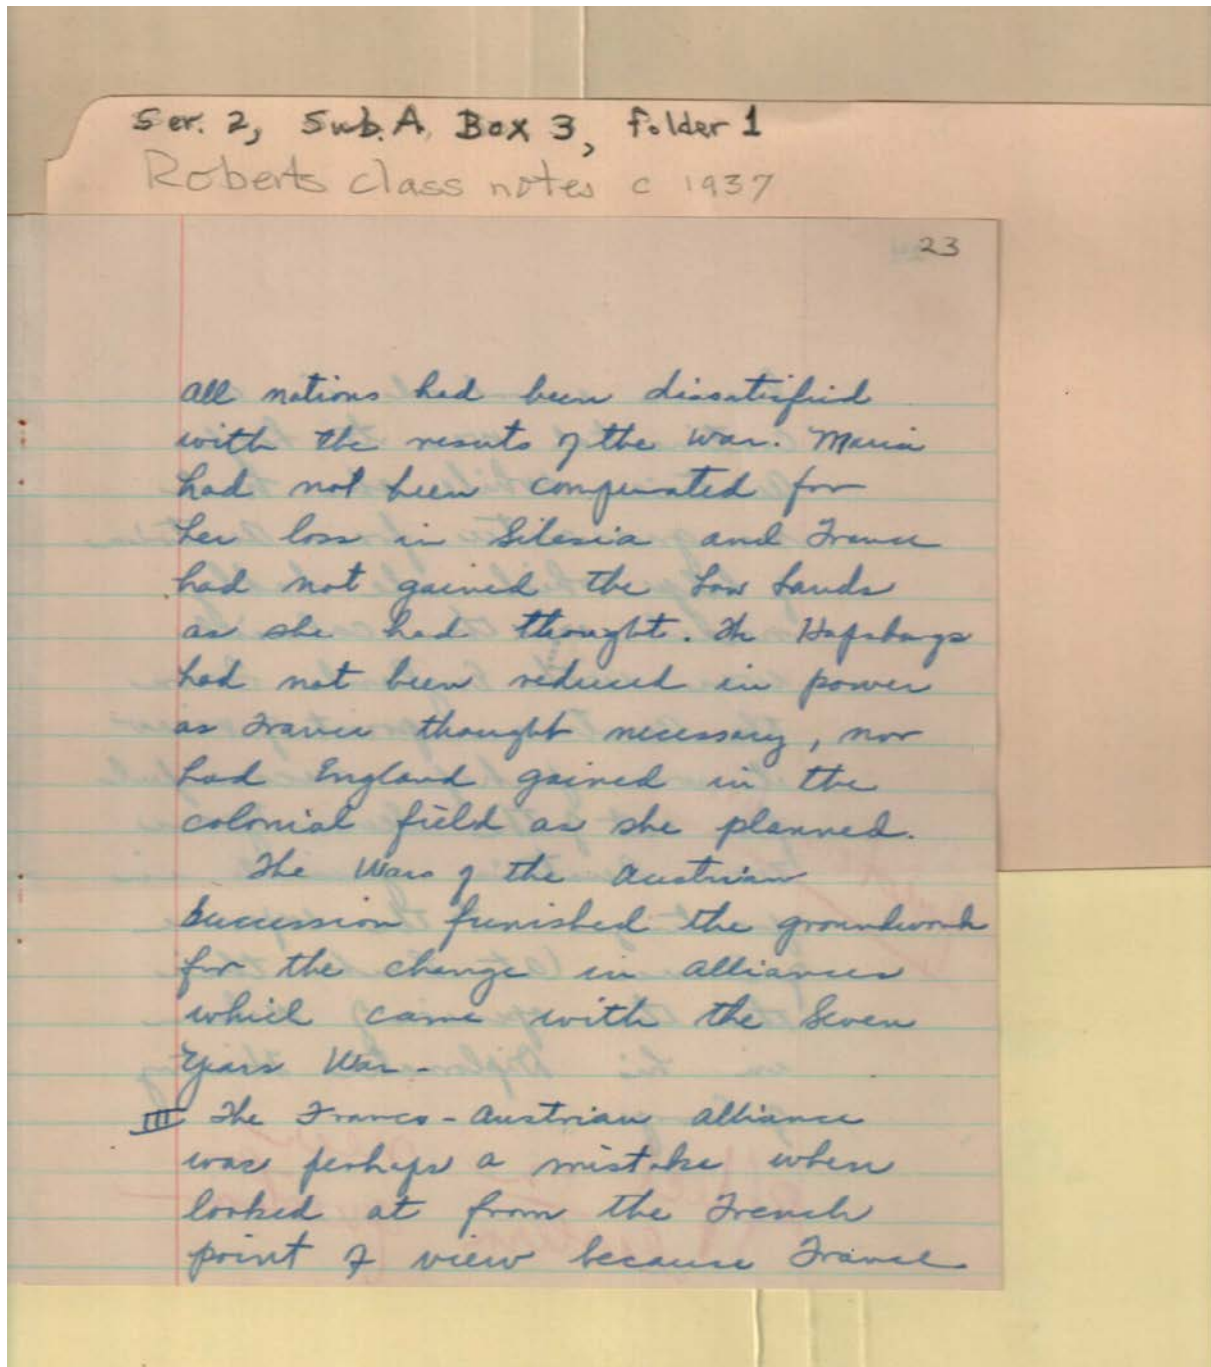 Ser. 2, Sub. A, Box 3, folder 1
Roberts class notes c 1937
23
All nations had been dissatisfied
with the resuts of the war. Maria
had not been compensated for
her loss in Silesia and France
had not gained the Low Lands
as she had thought. The Hapsburgs
had not been reduced in power
as France thought necessary, nor
had England gained in the
colonial field as she planned.
The Wars of the Austrian
Succession funished the groundwork
for the change in alliances
which came with the Seven
Years War-
III The Franco-Austrian alliance
was perhaps a mistake when
looked at from the French
point of view because France